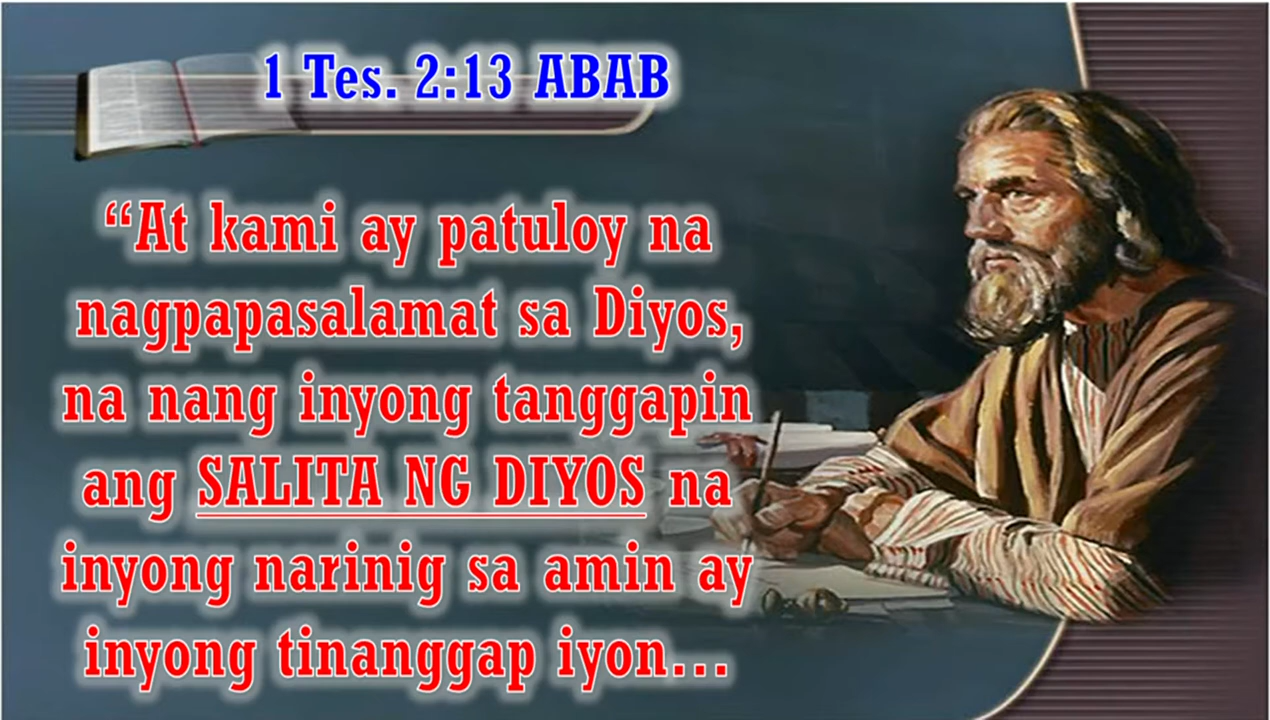 1 Tes. 2:13 ABAB
“At kami ay patuloy na
nagpapasalamat sa Diyos,
na nang inyong tanggapin
ang SALITA NG DIYOS na
inyong narinig sa amin ay
inyong tinanggap iyon...